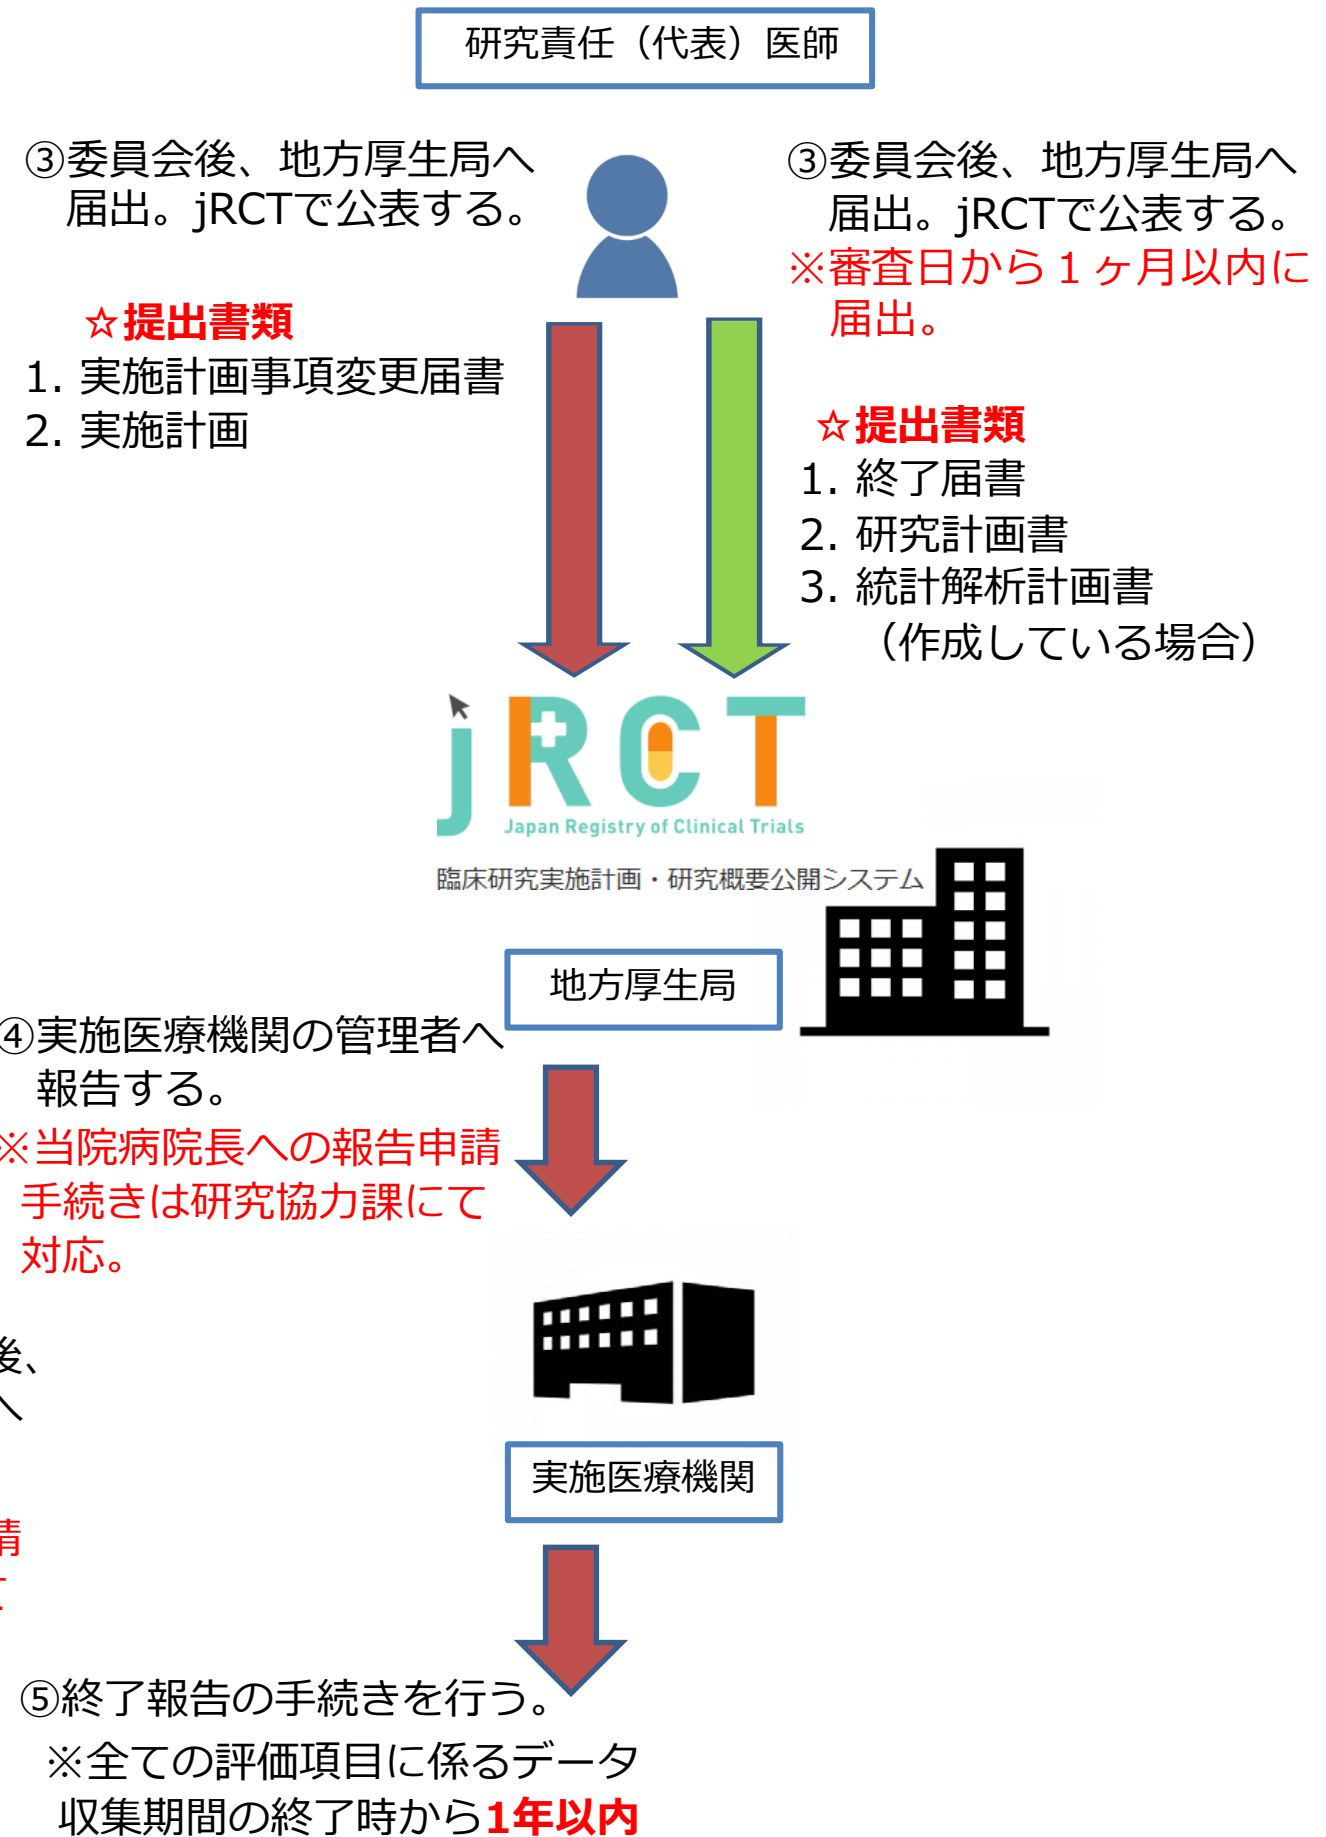 研究責任（代表）医師
③委員会後、地方厚生局へ
届出。jRCTで公表する。
☆提出書類
1. 実施計画事項変更届書
2. 実施計画
③委員会後、地方厚生局へ
届出。jRCTで公表する。
※審査日から１ヶ月以内に
届出。
☆提出書類
1. 終了届書
2. 研究計画書
3. 統計解析計画書
（作成している場合）
jRCT
Japan Registry of Clinical Trials
臨床研究実施計画・研究概要公開システム
地方厚生局
④実施医療機関の管理者へ
報告する。
※当院病院長への報告申請
手続きは研究協力課にて
対応。
後、
へ
実施医療機関
請
⑤終了報告の手続きを行う。
※全ての評価項目に係るデータ
収集期間の終了時から1年以内